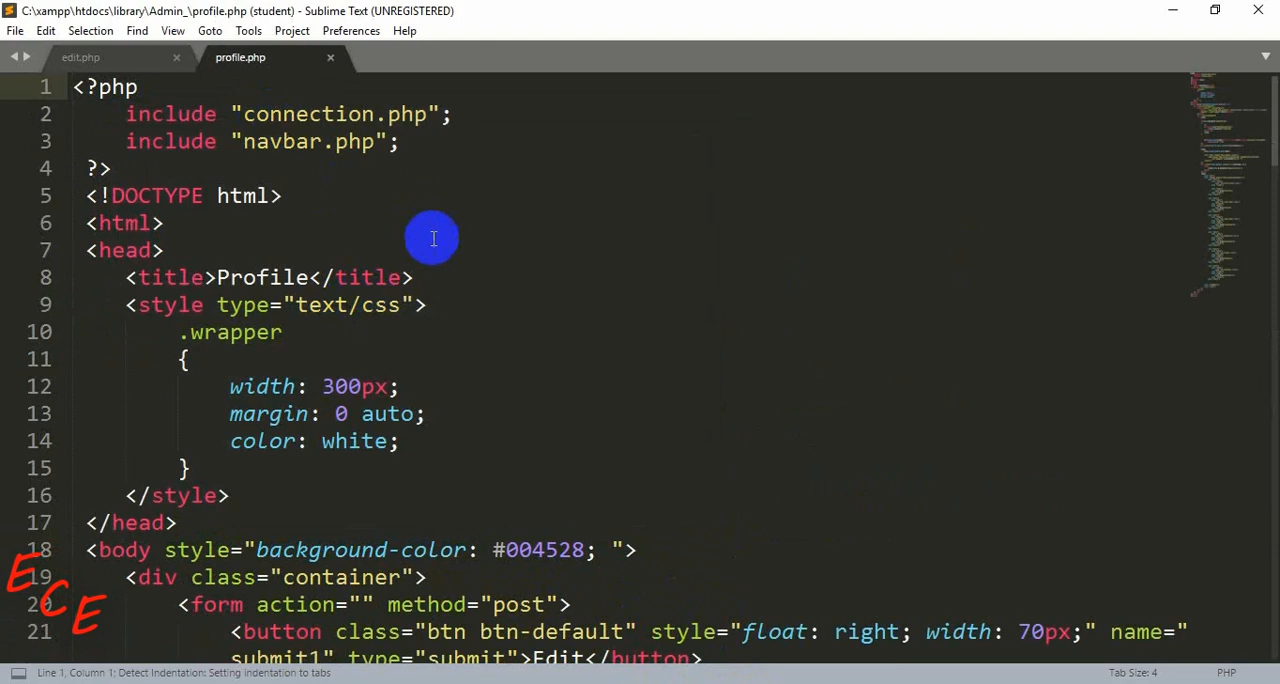 C:\xampp\htdocs\library\Admin_\profile.php (student) - Sublime Text (UNREGISTERED)
File Edit Selection Find View Goto Tools Project Preferences Help
edit.php × profile.php ×
1 <?php
2 include "connection.php";
3 include "navbar.php";
4 ?>
5 <!DOCTYPE html>
6 <html>
7 <head>
8 <title>Profile</title>
9 <style type="text/css">
10 .wrapper
11 {
12 width: 300px;
13 margin: 0 auto;
14 color: white;
15 }
16 </style>
17 </head>
18 <body style="background-color: #004528; ">
19 <div class="container">
20 <form action="" method="post">
21 <button class="btn btn-default" style="float: right; width: 70px;" name="
submit1" type="submit">Edit</button>
ECE
Line 1, Column 1; Detect Indentation: Setting indentation to tabs Tab Size: 4 PHP